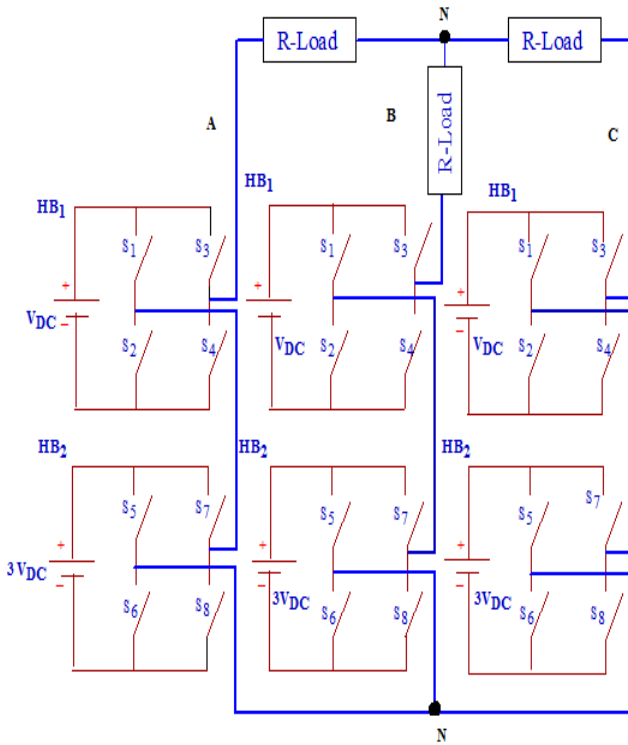 N
R-Load
R-Load
A
B
C
R-Load
HB1
HB1
HB1
S1
S3
S1
S3
S1
S3
+
+
+
VDC
VDC
VDC
−
−
−
S2
S4
S2
S4
S2
S4
HB2
HB2
HB2
S5
S7
S5
S7
S5
S7
+
+
+
3VDC
3VDC
3VDC
−
−
−
S6
S8
S6
S8
S6
S8
N